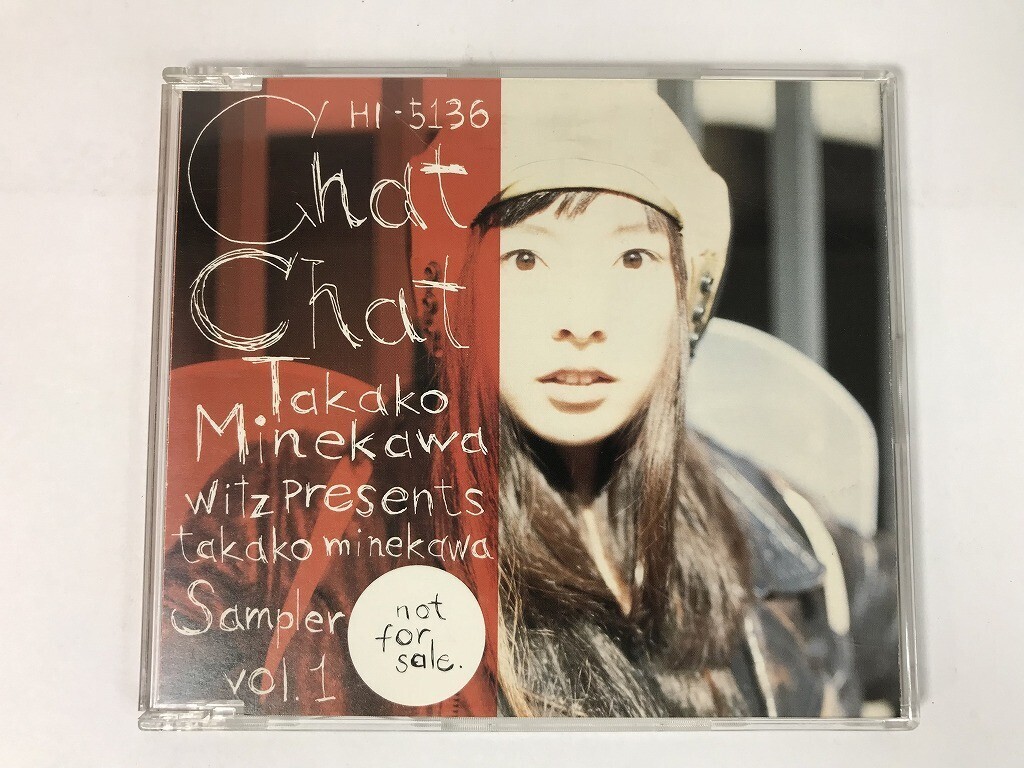 HI-5136
Chat
Chat
Takako
Minekawa
Witz Presents
takako minekawa
Sampler
vol.1
not
for
sale.